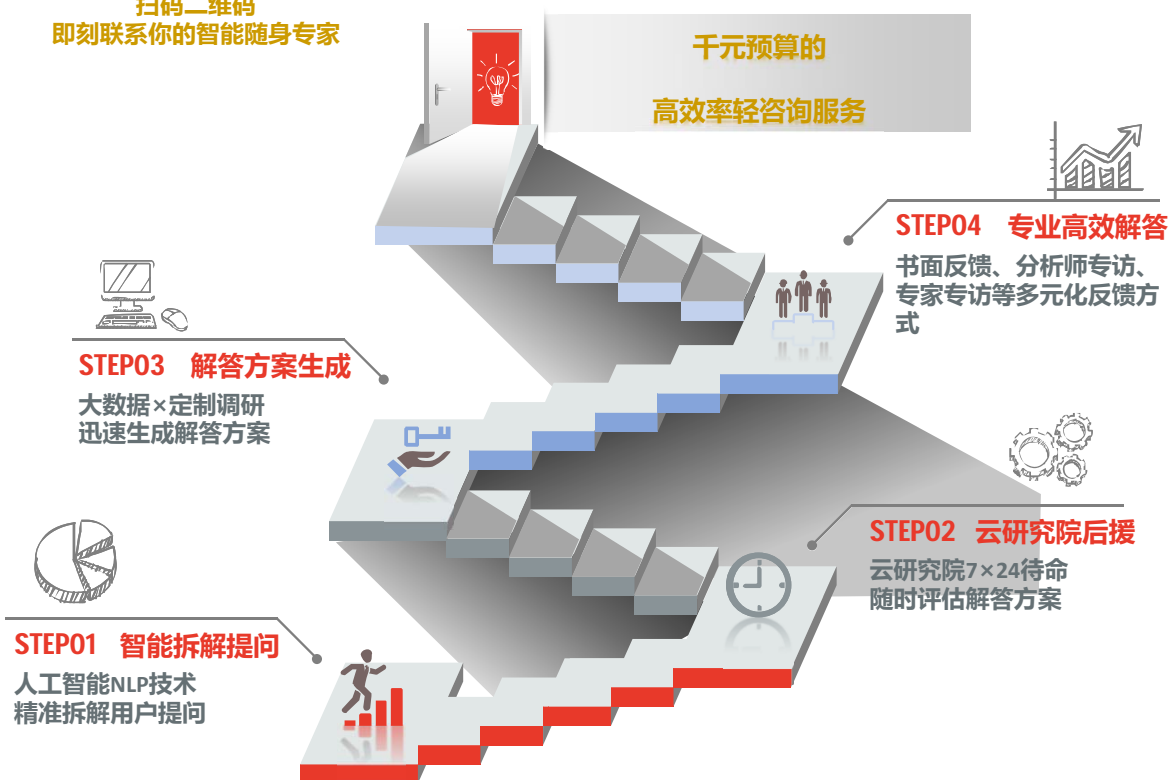 扫码二维码
即刻联系你的智能随身专家
千元预算的
高效率轻咨询服务
STEP04 专业高效解答
书面反馈、分析师专访、
专家专访等多元化反馈方
式
STEP03 解答方案生成
大数据×定制调研
迅速生成解答方案
STEP02 云研究院后援
云研究院7×24待命
随时评估解答方案
STEP01 智能拆解提问
人工智能NLP技术
精准拆解用户提问